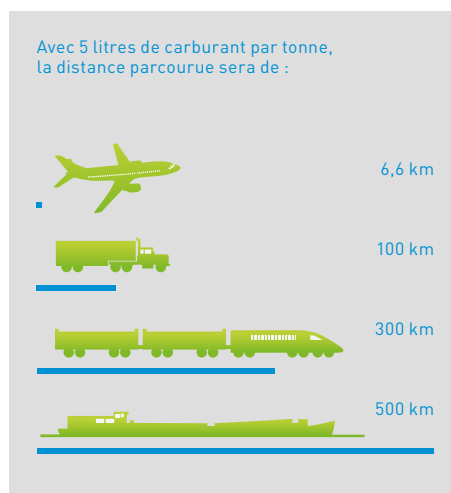 Avec 5 litres de carburant par tonne,
la distance parcourue sera de :
6,6 km
100 km
300 km
500 km